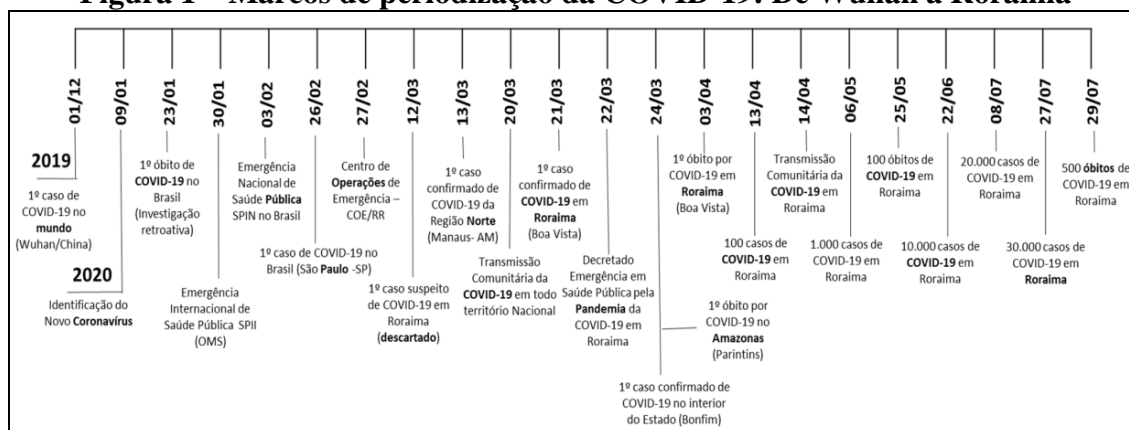 Figura 1 – Marcos de periodização da COVID-19: De Wuhan a Roraima
01/12
09/01
23/01
30/01
03/02
26/02
27/02
12/03
13/03
20/03
21/03
22/03
24/03
03/04
13/04
14/04
06/05
25/05
22/06
08/07
27/07
29/07
2019
1º caso de
COVID-19 no
mundo
(Wuhan/China)
2020
Identificação do
Novo Coronavírus
1º óbito de
COVID-19 no
Brasil
(Investigação
retroativa)
Emergência
Internacional de
Saúde Pública SPII
(OMS)
Emergência
Nacional de
Saúde Pública
SPIN no Brasil
1º caso de COVID-19 no
Brasil (São Paulo -SP)
Centro de
Operações de
Emergência –
COE/RR
1º caso suspeito
de COVID-19 em
Roraima
(descartado)
1º caso
confirmado de
COVID-19 da
Região Norte
(Manaus- AM)
Transmissão
Comunitária da
COVID-19 em todo
território Nacional
1º caso
confirmado de
COVID-19 em
Roraima
(Boa Vista)
Decretado
Emergência em
Saúde Pública pela
Pandemia da
COVID-19 em
Roraima
1º caso confirmado de
COVID-19 no interior
do Estado (Bonfim)
1º óbito por
COVID-19 no
Amazonas
(Parintins)
1º óbito por
COVID-19 em
Roraima
(Boa Vista)
100 casos de
COVID-19 em
Roraima
Transmissão
Comunitária da
COVID-19 em
Roraima
1.000 casos de
COVID-19 em
Roraima
100 óbitos de
COVID-19 em
Roraima
10.000 casos de
COVID-19 em
Roraima
20.000 casos de
COVID-19 em
Roraima
30.000 casos de
COVID-19 em
Roraima
500 óbitos de
COVID-19 em
Roraima